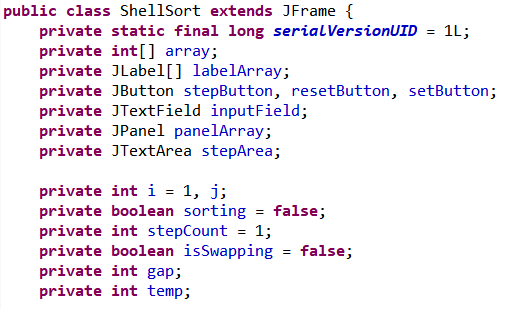 public class ShellSort extends JFrame {
    private static final long serialVersionUID = 1L;
    private int[] array;
    private JLabel[] labelArray;
    private JButton stepButton, resetButton, setButton;
    private JTextField inputField;
    private JPanel panelArray;
    private JTextArea stepArea;

    private int i = 1, j;
    private boolean sorting = false;
    private int stepCount = 1;
    private boolean isSwapping = false;
    private int gap;
    private int temp;